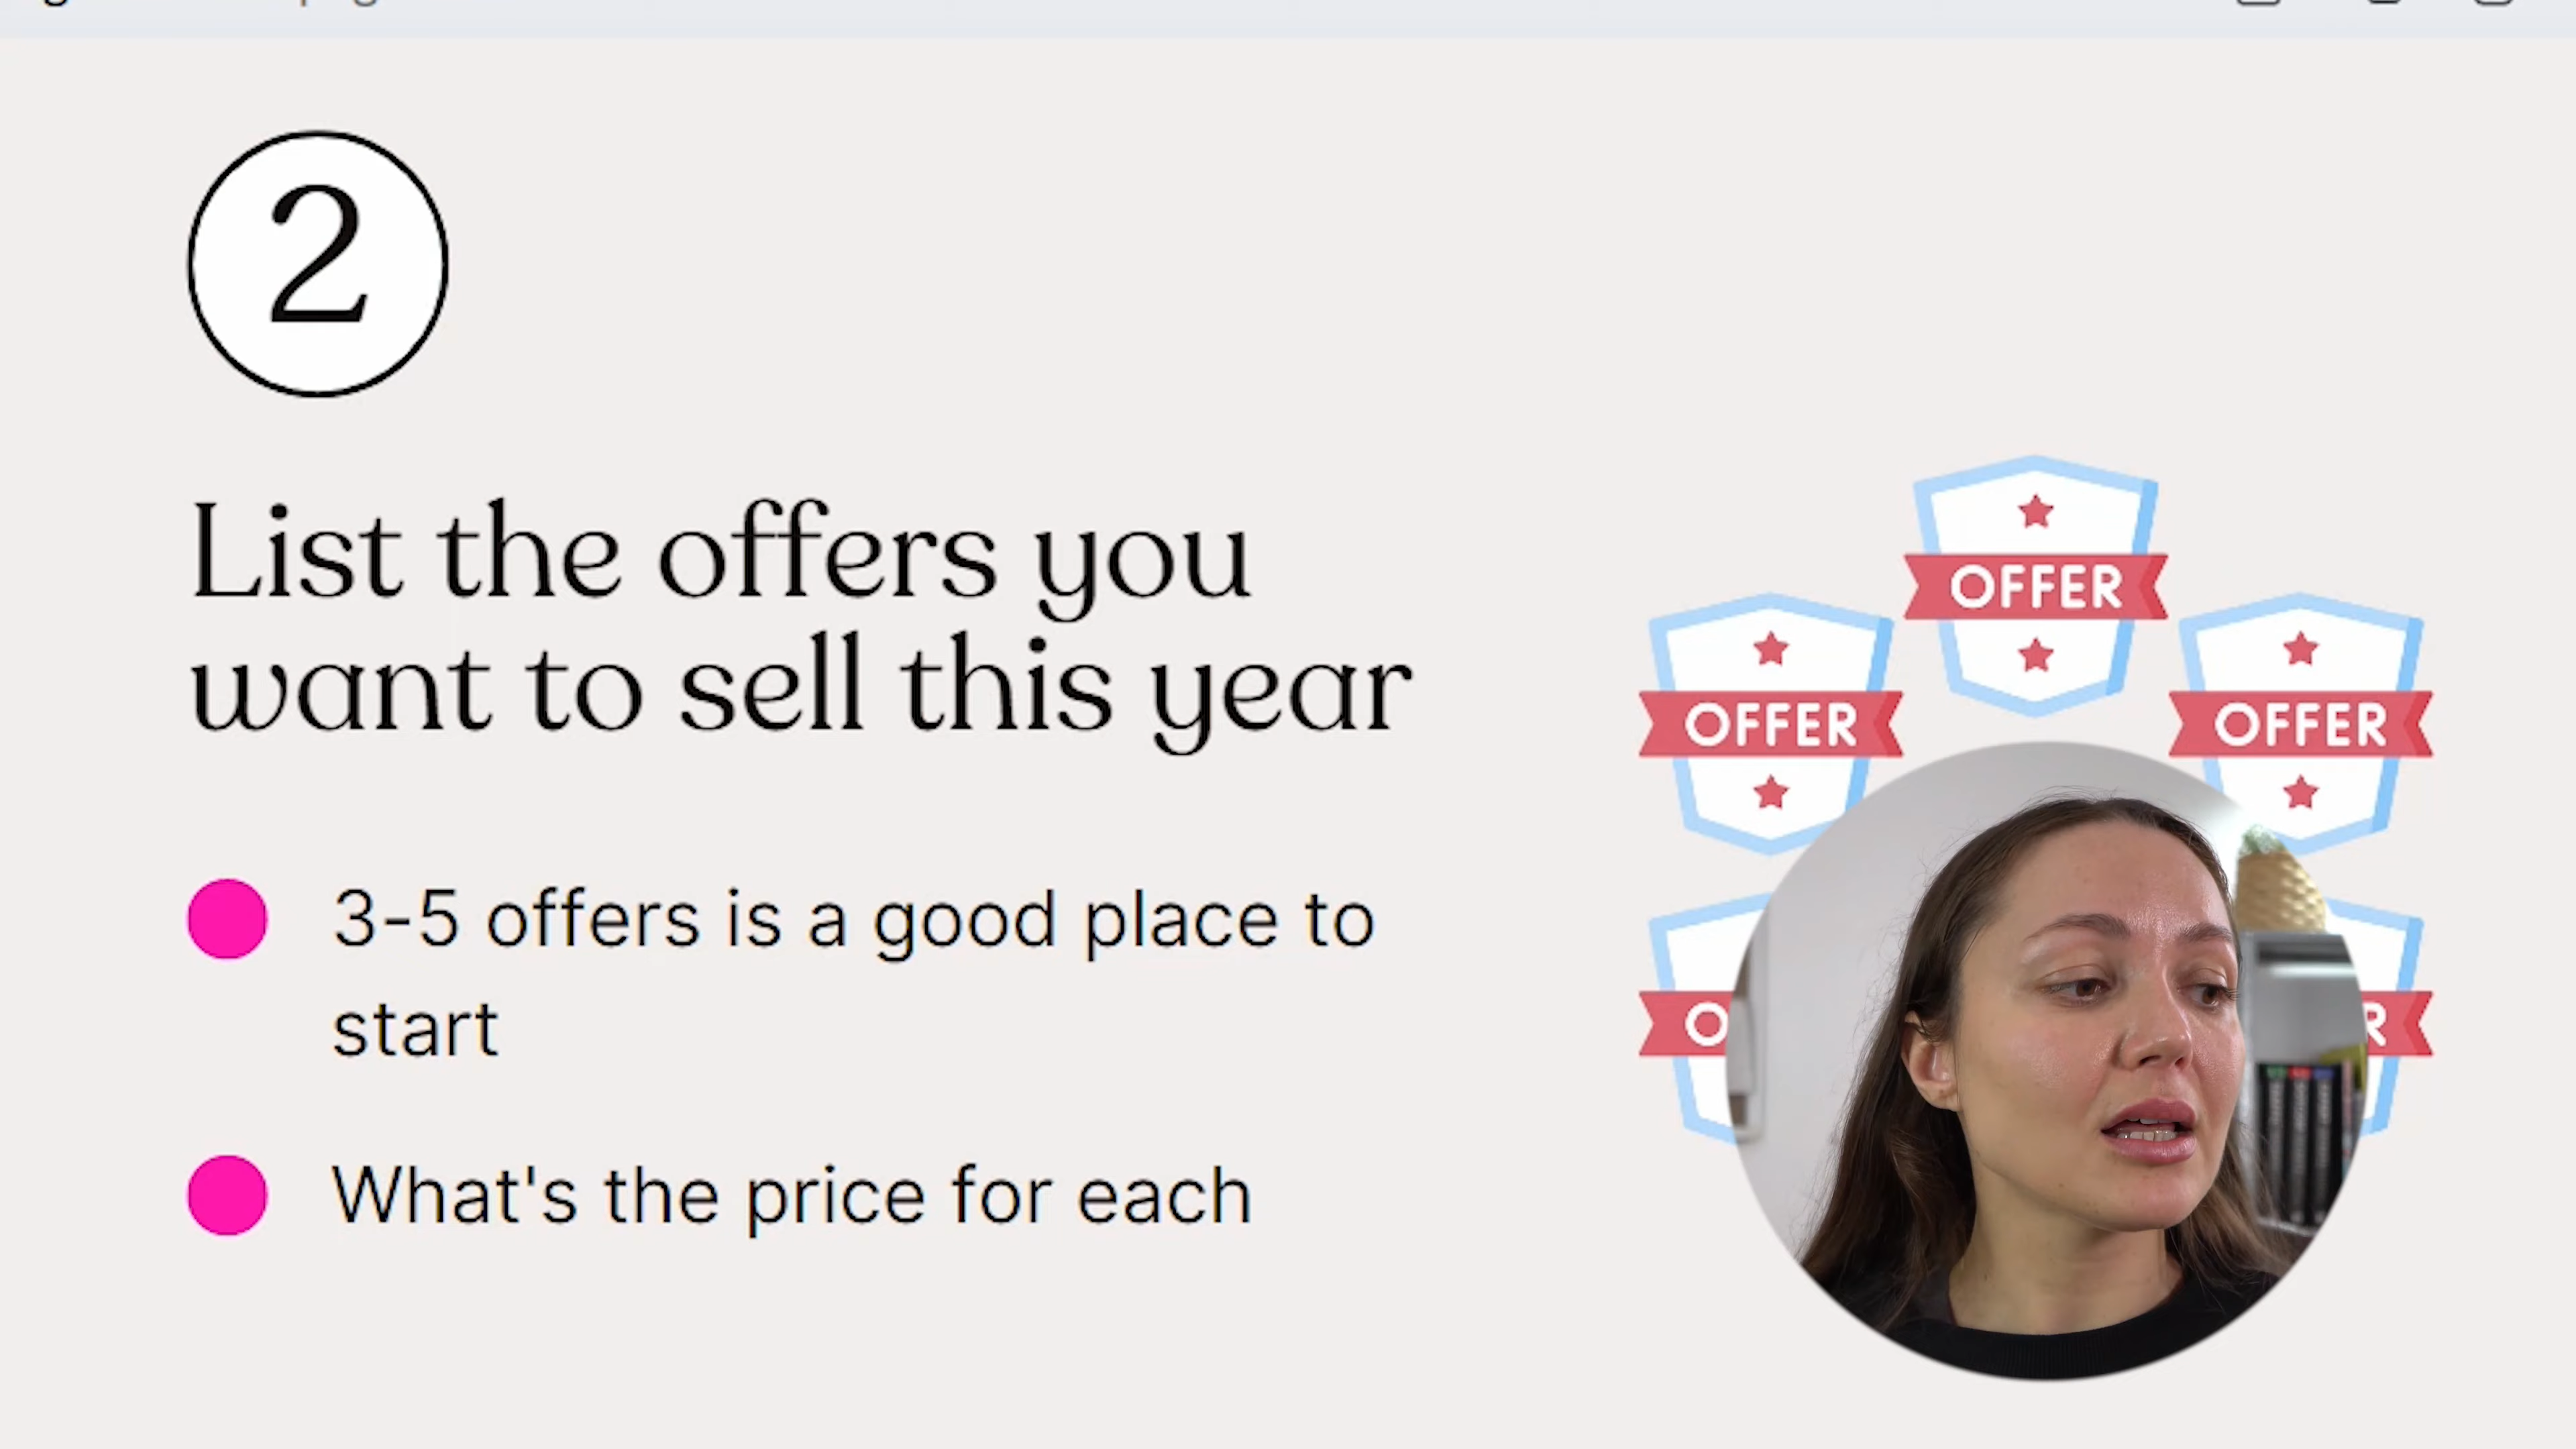 2
List the offers you
want to sell this year
3-5 offers is a good place to
start
What's the price for each
OFFER
OFFER
OFFER